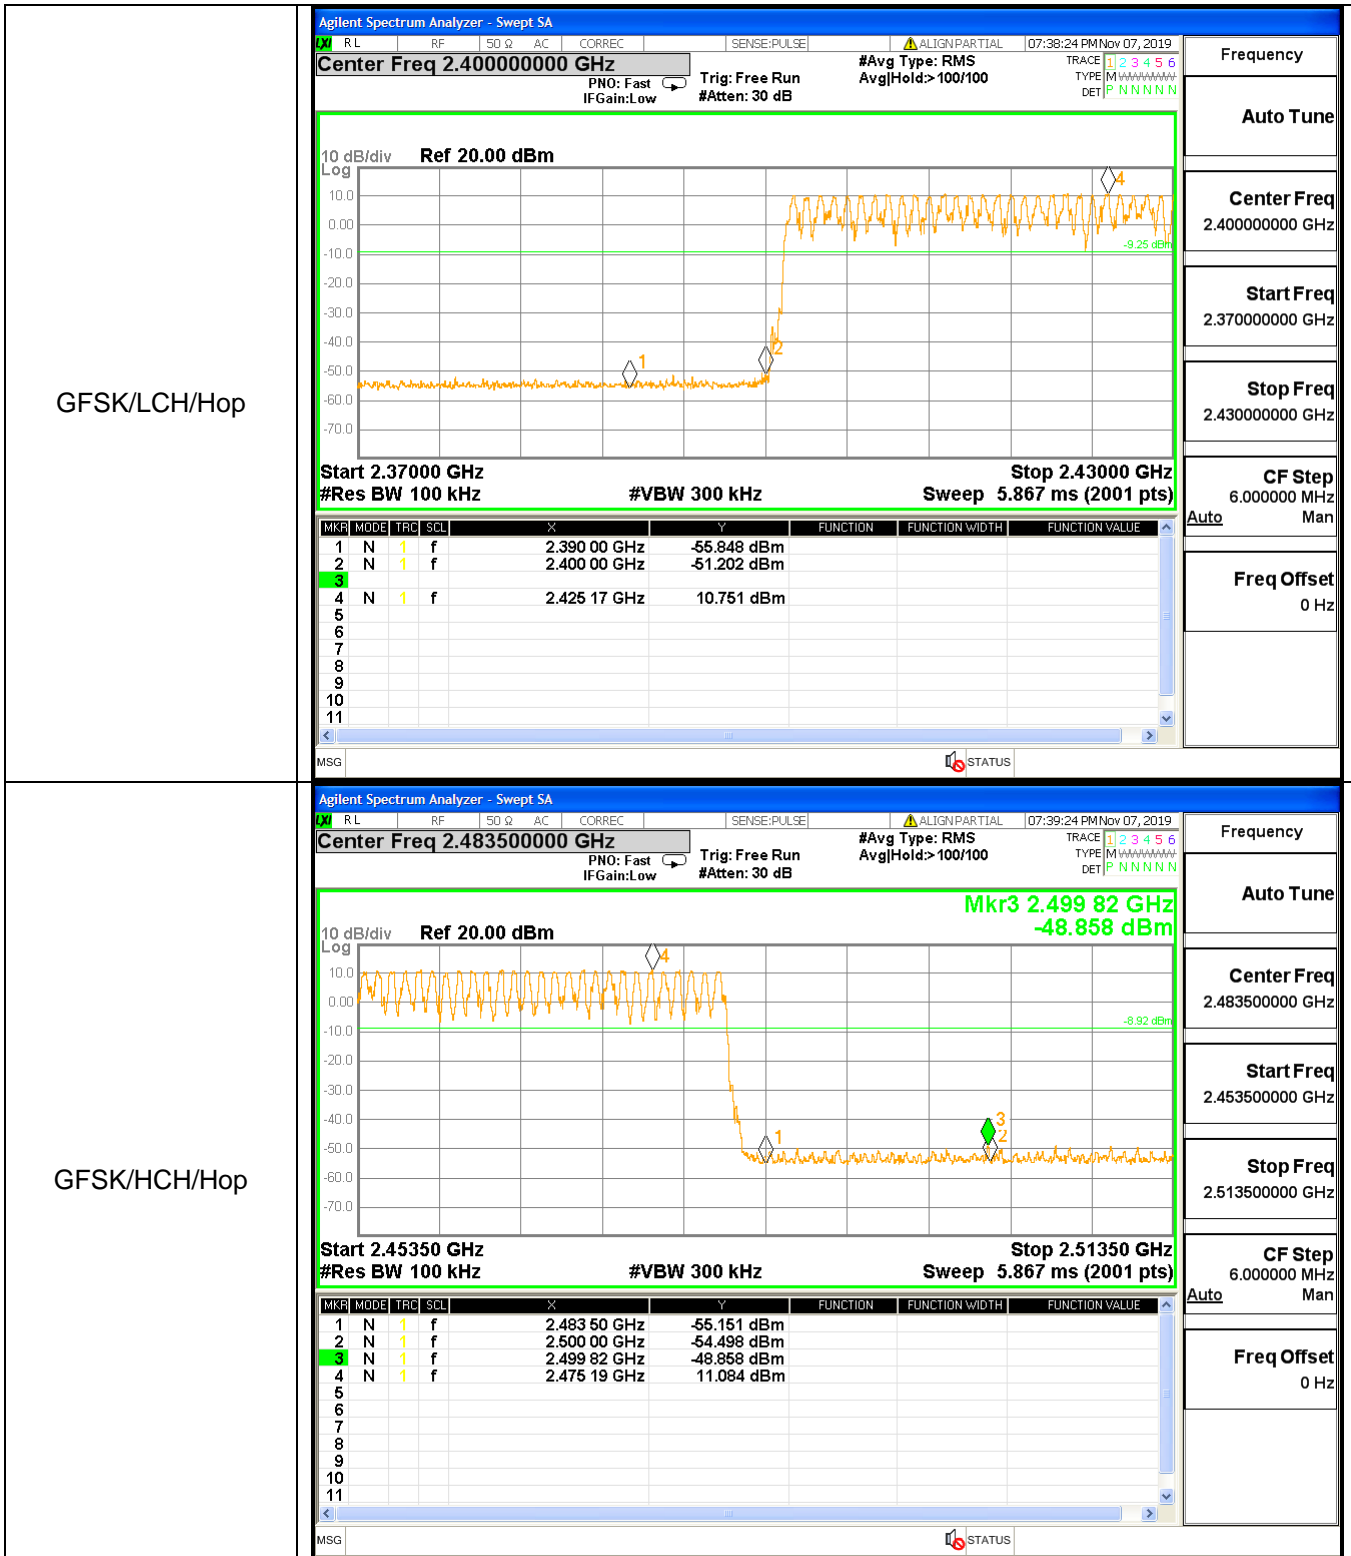 GFSK/LCH/Hop
Agilent Spectrum Analyzer - Swept SA
LXI RL RF 50 Ω AC CORREC SENSE:PULSE ALIGN PARTIAL 07:38:24 PM Nov 07, 2019
Center Freq 2.400000000 GHz
PNO: Fast
IFGain:Low
Trig: Free Run
#Atten: 30 dB
#Avg Type: RMS
Avg|Hold:>100/100
TRACE 1 2 3 4 5 6
TYPE M
DET P N N N N N
10 dB/div Ref 20.00 dBm
Log
10.0
0.00
-10.0
-20.0
-30.0
-40.0
-50.0
-60.0
-70.0
-9.25 dBm
1
2
4
Start 2.37000 GHz Stop 2.43000 GHz
#Res BW 100 kHz #VBW 300 kHz Sweep 5.867 ms (2001 pts)
MKR MODE TRC SCL X Y FUNCTION FUNCTION WIDTH FUNCTION VALUE
1 N 1 f 2.390 00 GHz -55.848 dBm
2 N 1 f 2.400 00 GHz -51.202 dBm
3
4 N 1 f 2.425 17 GHz 10.751 dBm
5
6
7
8
9
10
11
MSG STATUS
Frequency
Auto Tune
Center Freq
2.400000000 GHz
Start Freq
2.370000000 GHz
Stop Freq
2.430000000 GHz
CF Step
6.000000 MHz
Auto Man
Freq Offset
0 Hz
GFSK/HCH/Hop
Agilent Spectrum Analyzer - Swept SA
LXI RL RF 50 Ω AC CORREC SENSE:PULSE ALIGN PARTIAL 07:39:24 PM Nov 07, 2019
Center Freq 2.483500000 GHz
PNO: Fast
IFGain:Low
Trig: Free Run
#Atten: 30 dB
#Avg Type: RMS
Avg|Hold:>100/100
TRACE 1 2 3 4 5 6
TYPE M
DET P N N N N N
Mkr3 2.499 82 GHz
-48.858 dBm
10 dB/div Ref 20.00 dBm
Log
10.0
0.00
-10.0
-20.0
-30.0
-40.0
-50.0
-60.0
-70.0
-8.92 dBm
4
1
3
2
Start 2.45350 GHz Stop 2.51350 GHz
#Res BW 100 kHz #VBW 300 kHz Sweep 5.867 ms (2001 pts)
MKR MODE TRC SCL X Y FUNCTION FUNCTION WIDTH FUNCTION VALUE
1 N 1 f 2.483 50 GHz -55.151 dBm
2 N 1 f 2.500 00 GHz -54.498 dBm
3 N 1 f 2.499 82 GHz -48.858 dBm
4 N 1 f 2.475 19 GHz 11.084 dBm
5
6
7
8
9
10
11
MSG STATUS
Frequency
Auto Tune
Center Freq
2.483500000 GHz
Start Freq
2.453500000 GHz
Stop Freq
2.513500000 GHz
CF Step
6.000000 MHz
Auto Man
Freq Offset
0 Hz